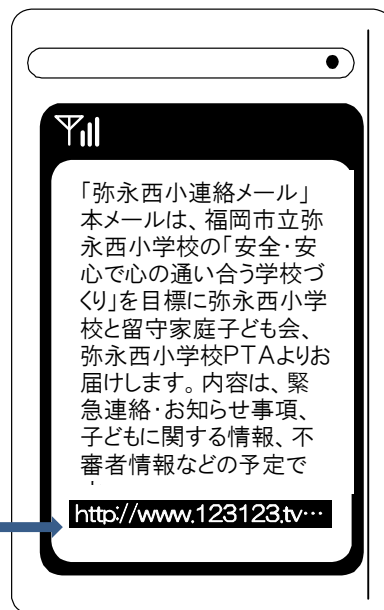 「弥永西小連絡メール」
本メールは、福岡市立弥
永西小学校の「安全・安
心で心の通い合う学校づ
くり」を目標に弥永西小学
校と留守家庭子ども会、
弥永西小学校PTAよりお
届けします。内容は、緊
急連絡・お知らせ事項、
子どもに関する情報、不
審者情報などの予定で
http://www.123123.tv…